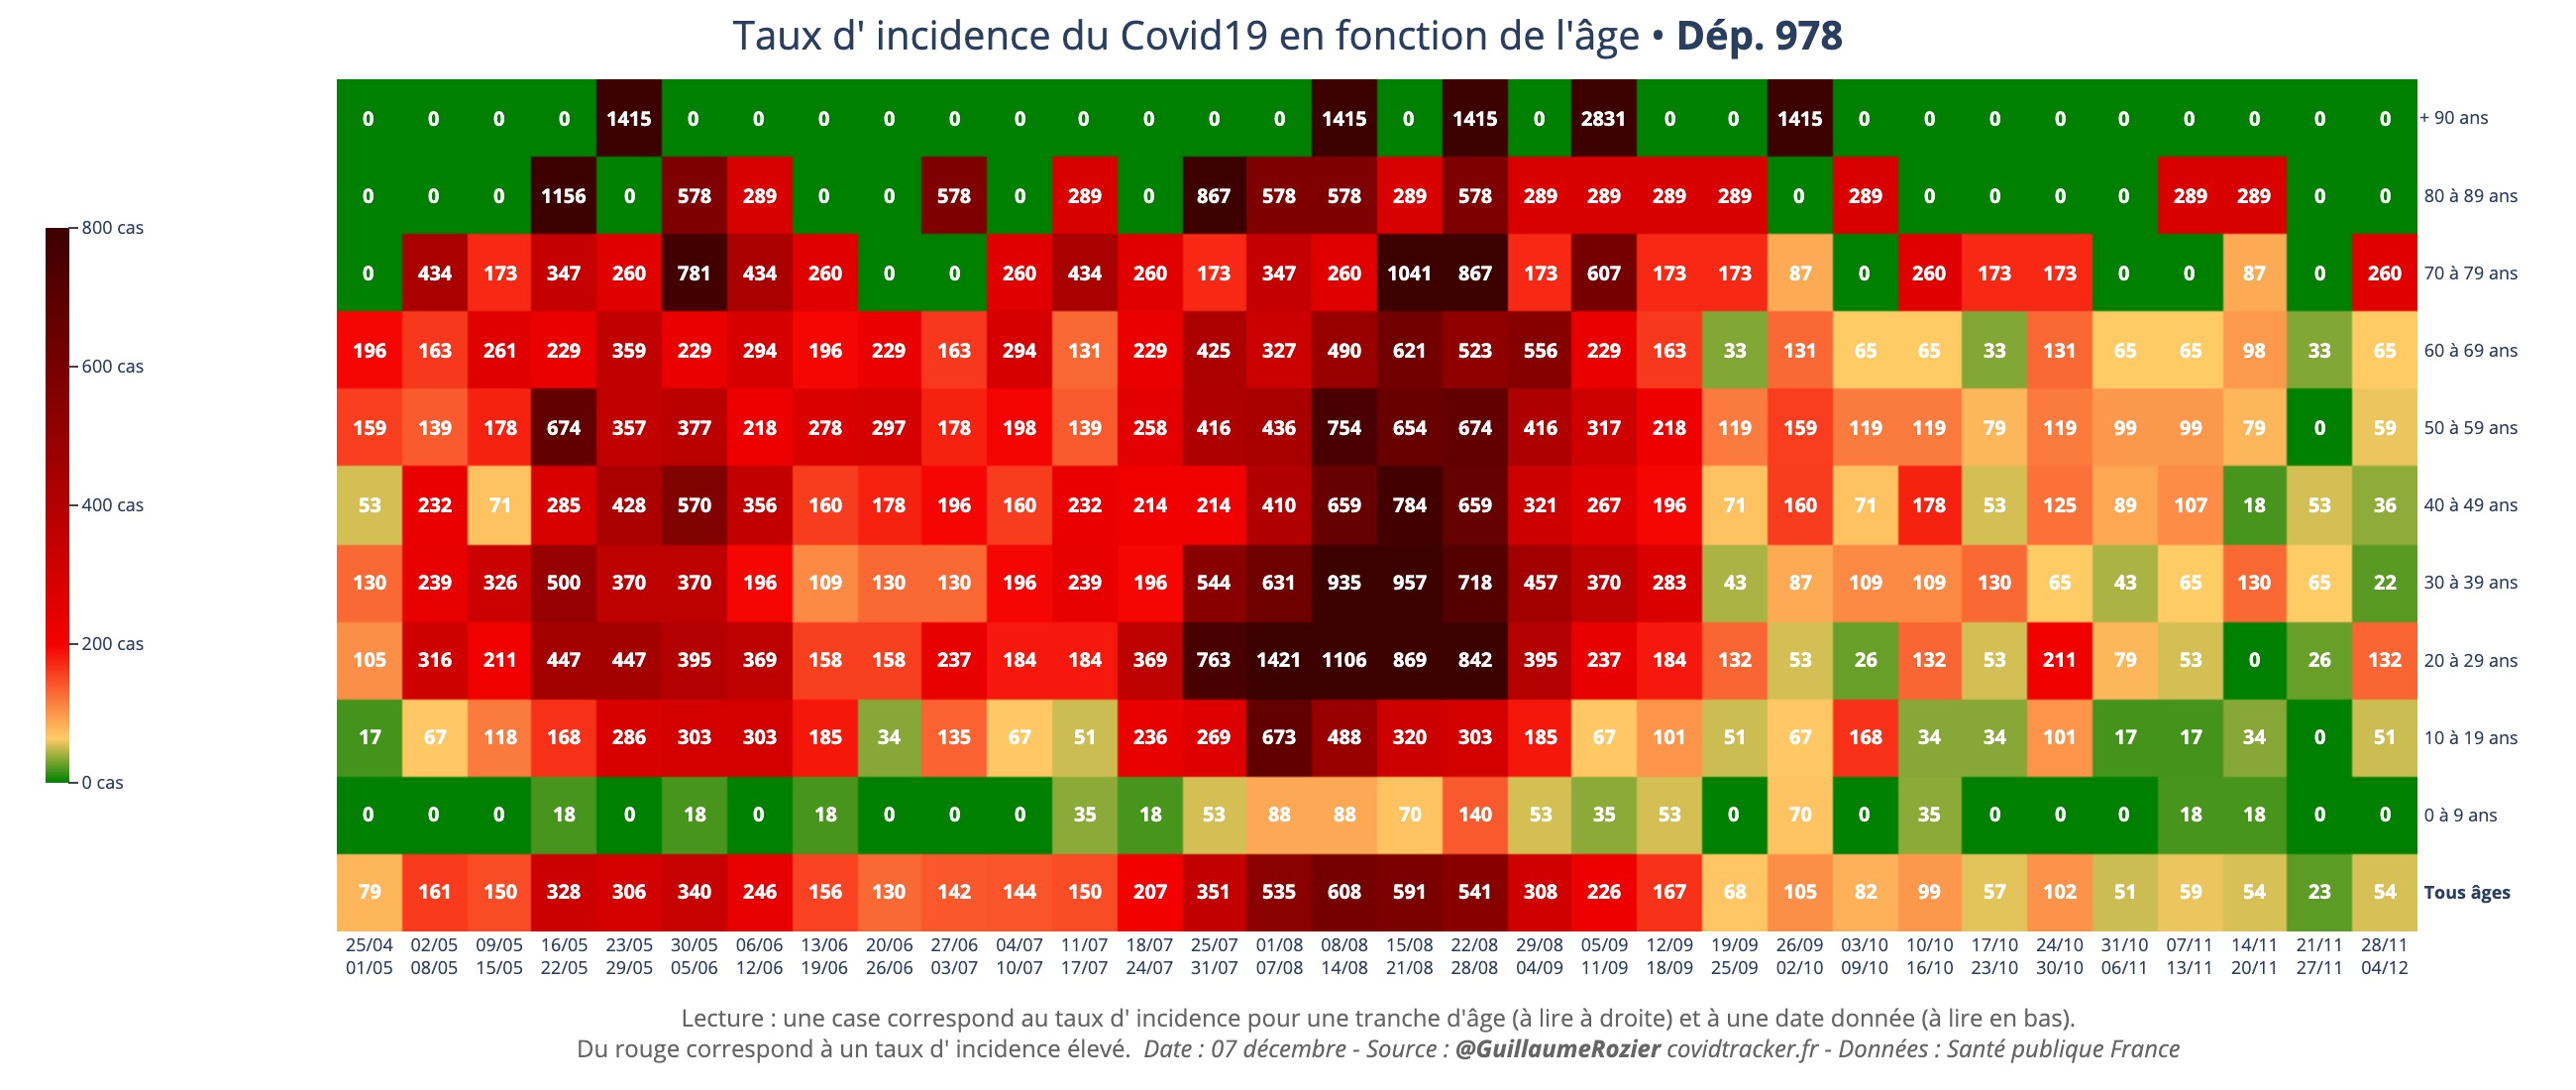 Taux d' incidence du Covid19 en fonction de l'âge • Dép. 978
0 0 0 0 1415 0 0 0 0 0 0 0 0 0 0 1415 0 1415 0 2831 0 0 1415 0 0 0 0 0 0 0 0 0 + 90 ans
0 0 0 1156 0 578 289 0 0 578 0 289 0 867 578 578 289 578 289 289 289 289 0 289 0 0 0 0 289 289 0 0 80 à 89 ans
0 434 173 347 260 781 434 260 0 0 260 434 260 173 347 260 1041 867 173 607 173 173 87 0 260 173 173 0 0 87 0 260 70 à 79 ans
196 163 261 229 359 229 294 196 229 163 294 131 229 425 327 490 621 523 556 229 163 33 131 65 65 33 131 65 65 98 33 65 60 à 69 ans
159 139 178 674 357 377 218 278 297 178 198 139 258 416 436 754 654 674 416 317 218 119 159 119 119 79 119 99 99 79 0 59 50 à 59 ans
53 232 71 285 428 570 356 160 178 196 160 232 214 214 410 659 784 659 321 267 196 71 160 71 178 53 125 89 107 18 53 36 40 à 49 ans
130 239 326 500 370 370 196 109 130 130 196 239 196 544 631 935 957 718 457 370 283 43 87 109 109 130 65 43 65 130 65 22 30 à 39 ans
105 316 211 447 447 395 369 158 158 237 184 184 369 763 1421 1106 869 842 395 237 184 132 53 26 132 53 211 79 53 0 26 132 20 à 29 ans
17 67 118 168 286 303 303 185 34 135 67 51 236 269 673 488 320 303 185 67 101 51 67 168 34 34 101 17 17 34 0 51 10 à 19 ans
0 0 0 18 0 18 0 18 0 0 0 35 18 53 88 88 70 140 53 35 53 0 70 0 35 0 0 0 18 18 0 0 0 à 9 ans
79 161 150 328 306 340 246 156 130 142 144 150 207 351 535 608 591 541 308 226 167 68 105 82 99 57 102 51 59 54 23 54 Tous âges
25/04 02/05 09/05 16/05 23/05 30/05 06/06 13/06 20/06 27/06 04/07 11/07 18/07 25/07 01/08 08/08 15/08 22/08 29/08 05/09 12/09 19/09 26/09 03/10 10/10 17/10 24/10 31/10 07/11 14/11 21/11 28/11
01/05 08/05 15/05 22/05 29/05 05/06 12/06 19/06 26/06 03/07 10/07 17/07 24/07 31/07 07/08 14/08 21/08 28/08 04/09 11/09 18/09 25/09 02/10 09/10 16/10 23/10 30/10 06/11 13/11 20/11 27/11 04/12
800 cas
600 cas
400 cas
200 cas
0 cas
Lecture : une case correspond au taux d' incidence pour une tranche d'âge (à lire à droite) et à une date donnée (à lire en bas).
Du rouge correspond à un taux d' incidence élevé. Date : 07 décembre - Source : @GuillaumeRozier covidtracker.fr - Données : Santé publique France